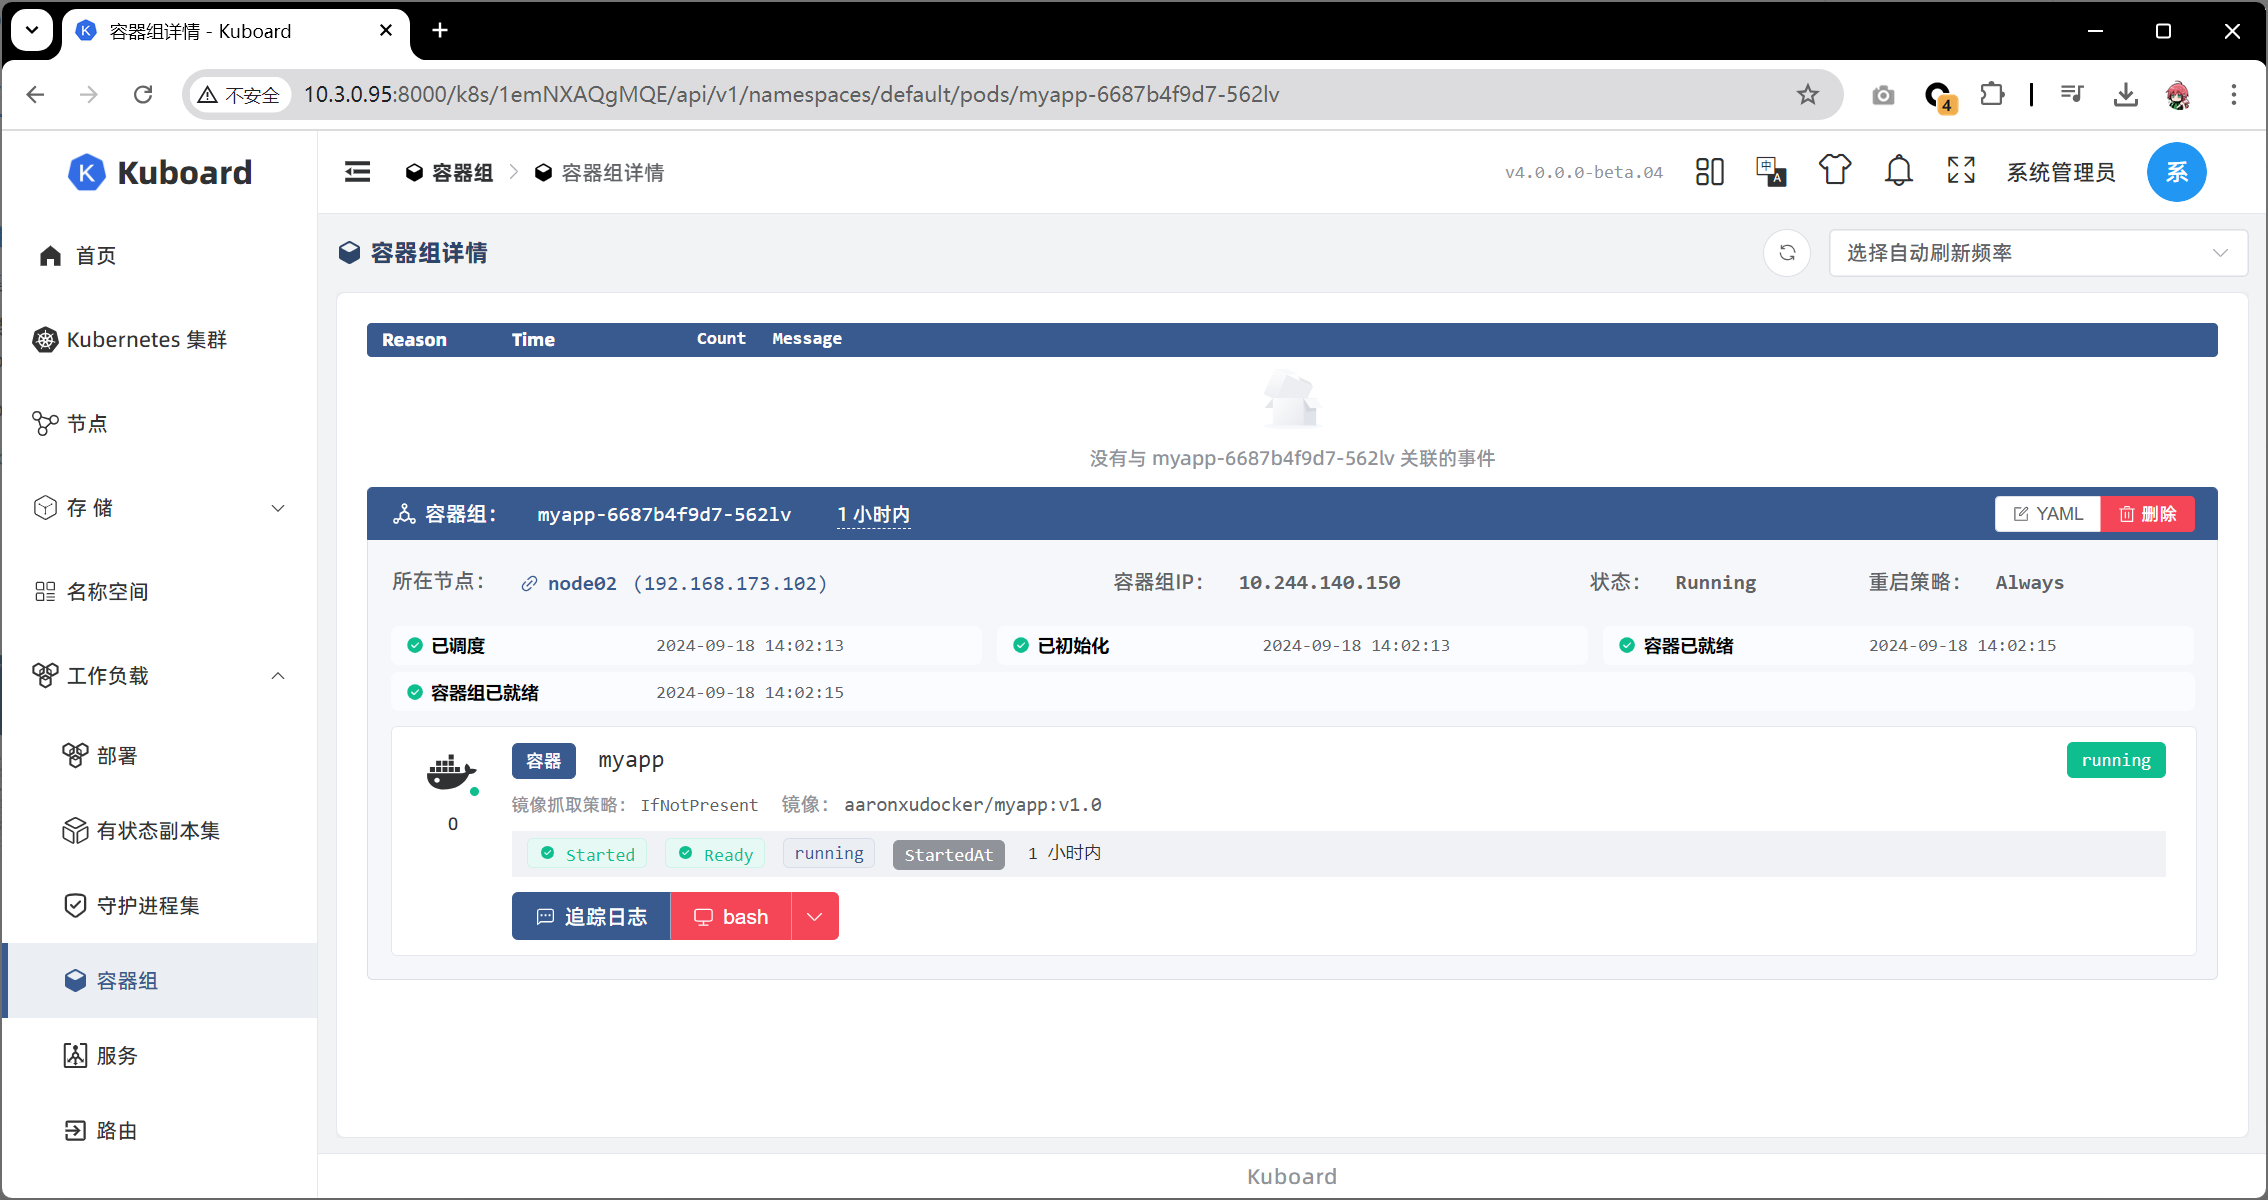 容器组详情 - Kuboard
不安全
10.3.0.95:8000/k8s/1emNXAQgMQE/api/v1/namespaces/default/pods/myapp-6687b4f9d7-562lv
4
K Kuboard
容器组 > 容器组详情
v4.0.0.0-beta.04
中 A
系统管理员
系
首页
Kubernetes 集群
节点
存 储
名称空间
工作负载
部署
有状态副本集
守护进程集
容器组
服务
路由
容器组详情
选择自动刷新频率
Reason Time Count Message
没有与 myapp-6687b4f9d7-562lv 关联的事件
容器组： myapp-6687b4f9d7-562lv 1 小时内 YAML 删除
所在节点： node02 (192.168.173.102) 容器组IP： 10.244.140.150 状态： Running 重启策略： Always
已调度 2024-09-18 14:02:13 已初始化 2024-09-18 14:02:13 容器已就绪 2024-09-18 14:02:15
容器组已就绪 2024-09-18 14:02:15
容器 myapp running
镜像抓取策略： IfNotPresent 镜像： aaronxudocker/myapp:v1.0
0
Started Ready running StartedAt 1 小时内
追踪日志 bash
Kuboard